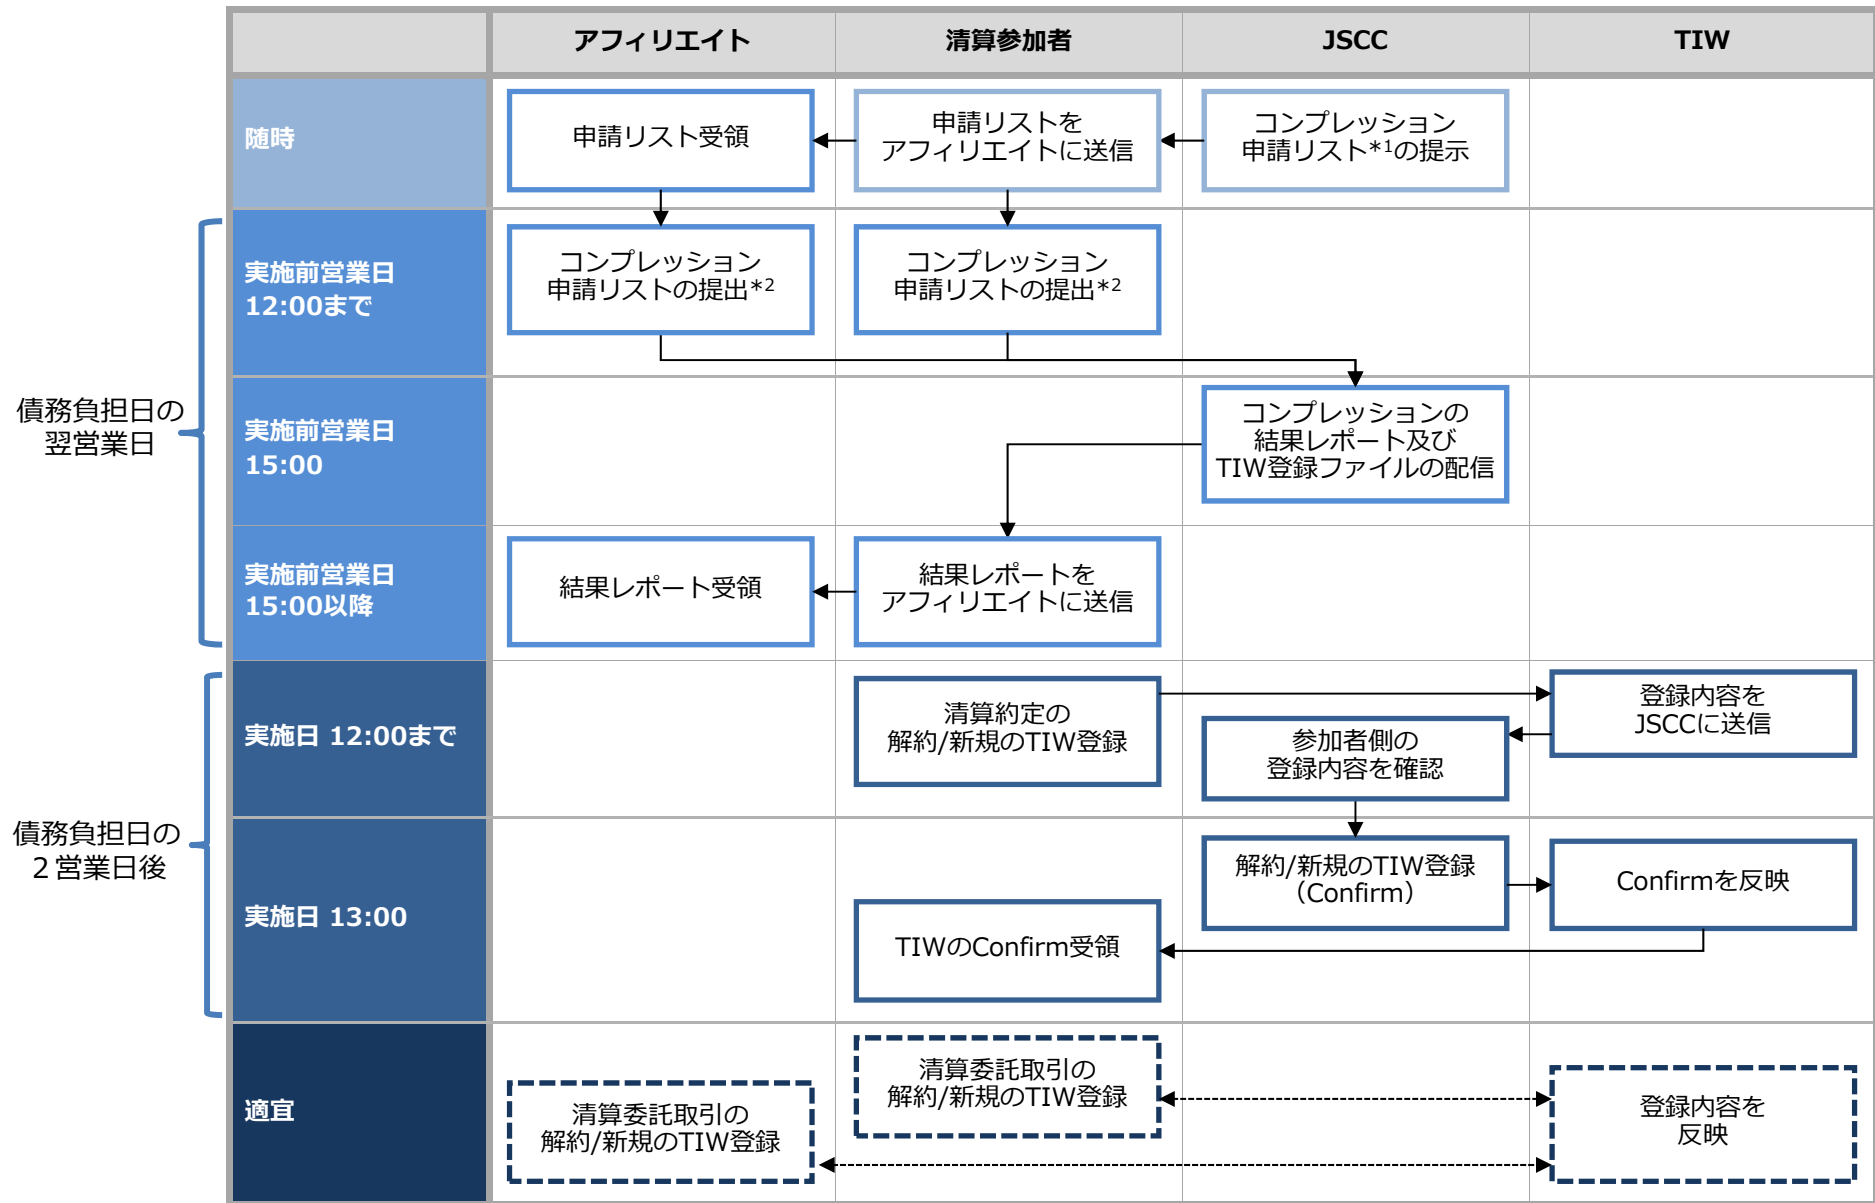 アフィリエイト
清算参加者
JSCC
TIW
随時
申請リスト受領
申請リストを
アフィリエイトに送信
コンプレッション
申請リスト*1の提示
債務負担日の
翌営業日
実施前営業日
12:00まで
コンプレッション
申請リストの提出*2
コンプレッション
申請リストの提出*2
実施前営業日
15:00
コンプレッションの
結果レポート及び
TIW登録ファイルの配信
実施前営業日
15:00以降
結果レポート受領
結果レポートを
アフィリエイトに送信
債務負担日の
２営業日後
実施日 12:00まで
清算約定の
解約/新規のTIW登録
登録内容を
JSCCに送信
参加者側の
登録内容を確認
実施日 13:00
解約/新規のTIW登録
（Confirm）
Confirmを反映
TIWのConfirm受領
適宜
清算委託取引の
解約/新規のTIW登録
清算委託取引の
解約/新規のTIW登録
登録内容を
反映